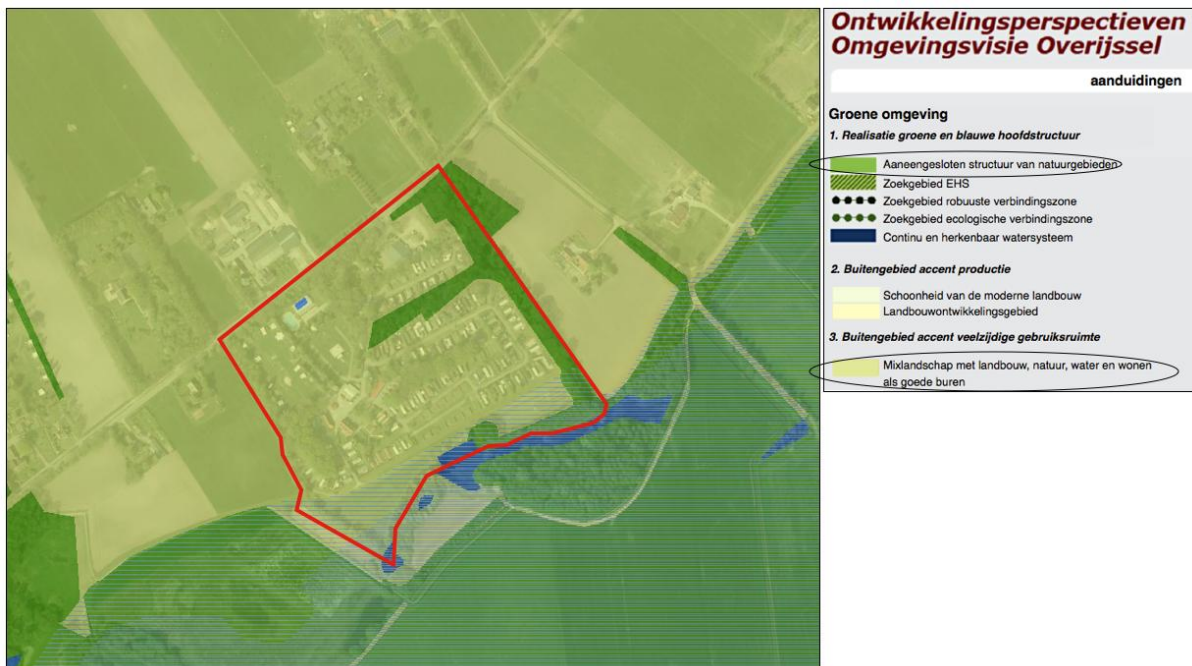 Ontwikkelingsperspectieven
Omgevingsvisie Overijssel
aanduidingen
Groene omgeving
1. Realisatie groene en blauwe hoofdstructuur
Aaneengesloten structuur van natuurgebieden
Zoekgebied EHS
Zoekgebied robuuste verbindingszone
Zoekgebied ecologische verbindingszone
Continu en herkenbaar watersysteem
2. Buitengebied accent productie
Schoonheid van de moderne landbouw
Landbouwontwikkelingsgebied
3. Buitengebied accent veelzijdige gebruiksruimte
Mixlandschap met landbouw, natuur, water en wonen
als goede buren